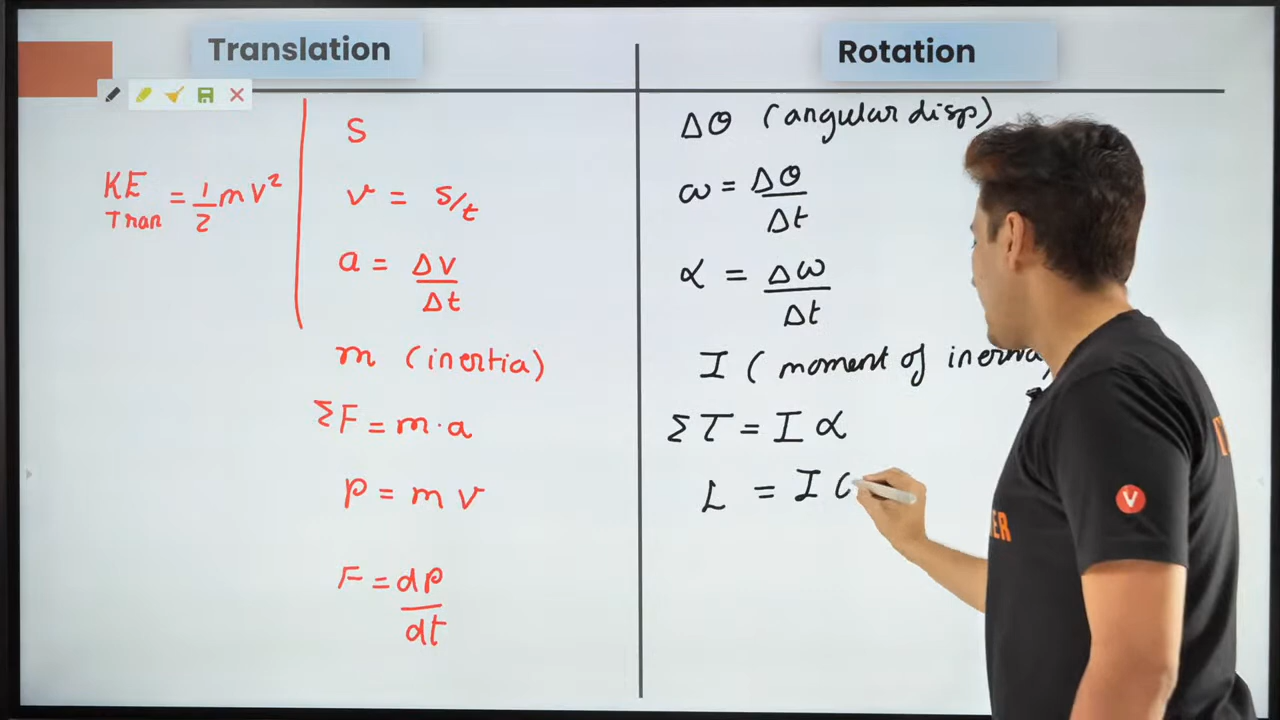 Translation
KE Tran = 1/2 mv²
S
v = s/t
a = Δv/Δt
m (inertia)
ΣF = m·a
p = mv
F = dp/dt
Rotation
Δθ (angular disp)
ω = Δθ/Δt
α = Δω/Δt
I (moment of
Στ = Iα
L = I
V